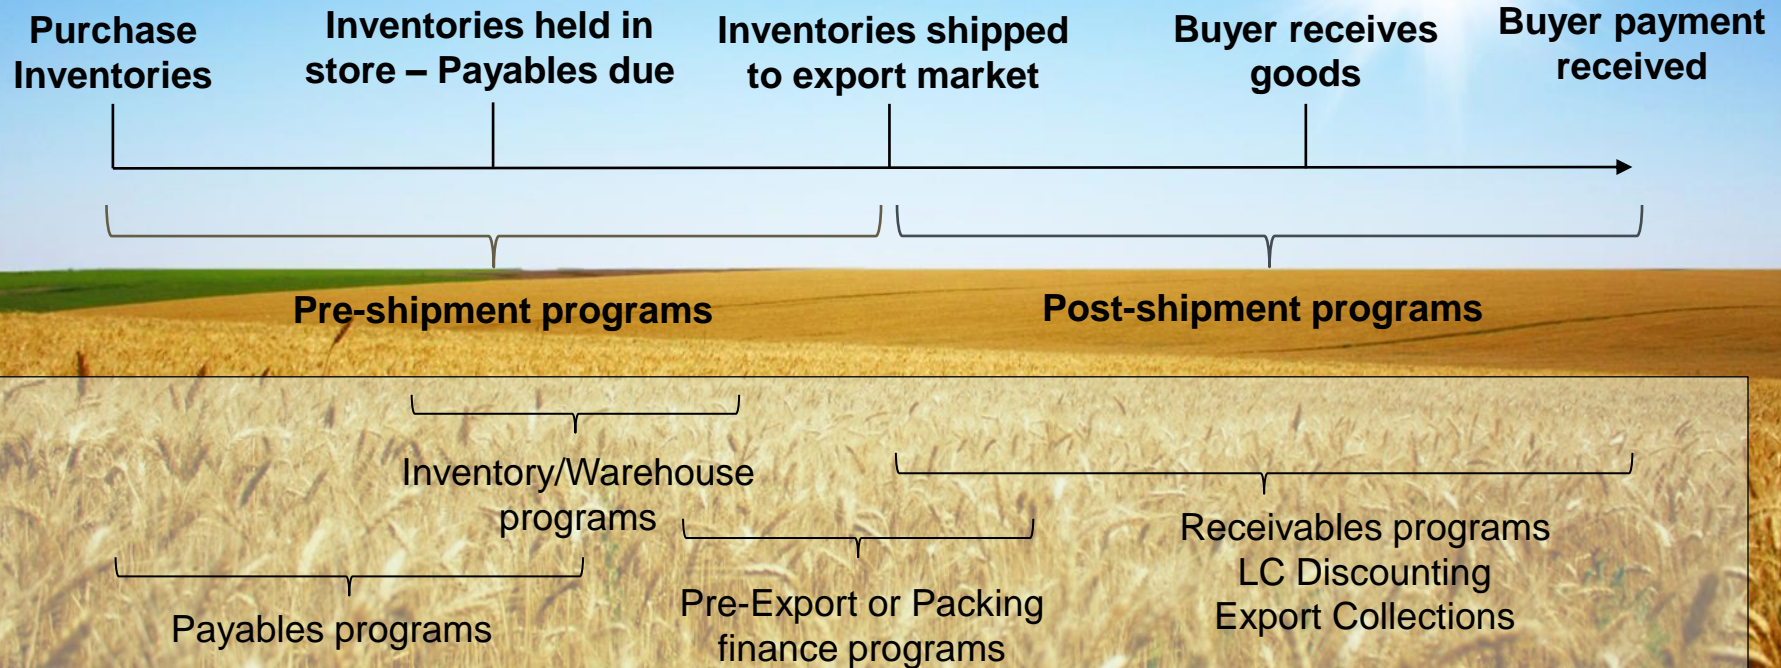 Purchase
Inventories
Inventories held in
store – Payables due
Inventories shipped
to export market
Buyer receives
goods
Buyer payment
received
Pre-shipment programs
Post-shipment programs
Inventory/Warehouse
programs
Payables programs
Pre-Export or Packing
finance programs
Receivables programs
LC Discounting
Export Collections